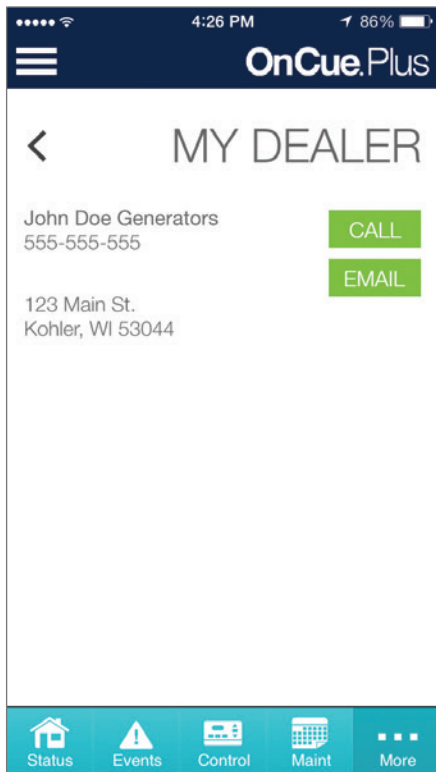 4:26 PM
86%
OnCue.Plus
MY DEALER
John Doe Generators
555-555-555
CALL
EMAIL
123 Main St.
Kohler, WI 53044
Status Events Control Maint More